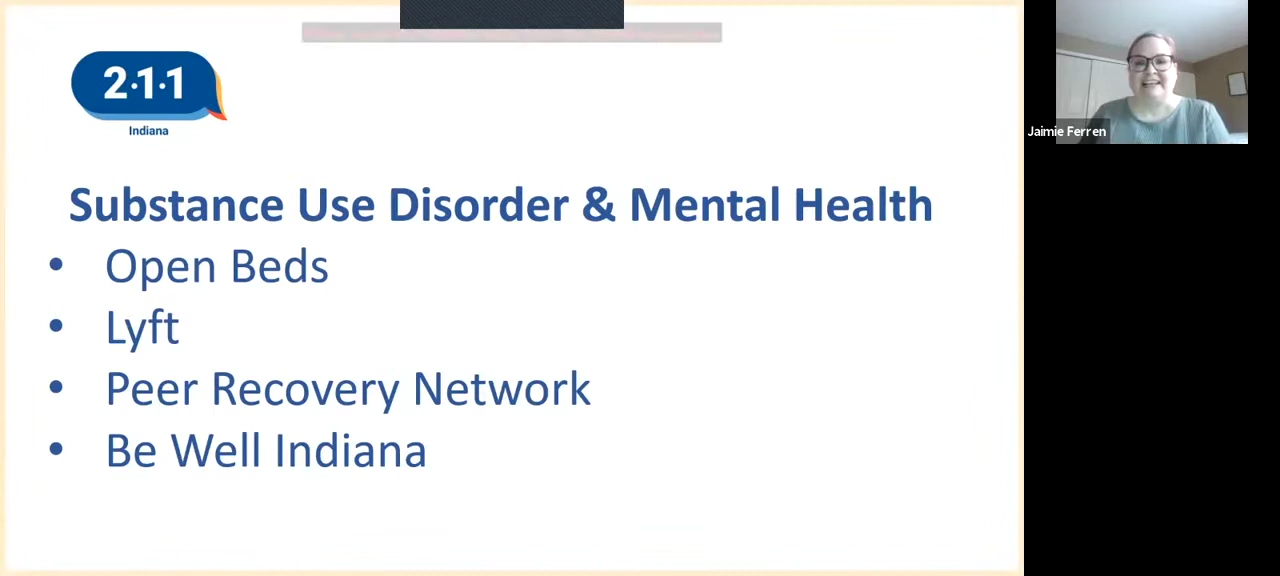 2·1·1
Indiana
Jaimie Ferren
Substance Use Disorder & Mental Health
• Open Beds
• Lyft
• Peer Recovery Network
• Be Well Indiana